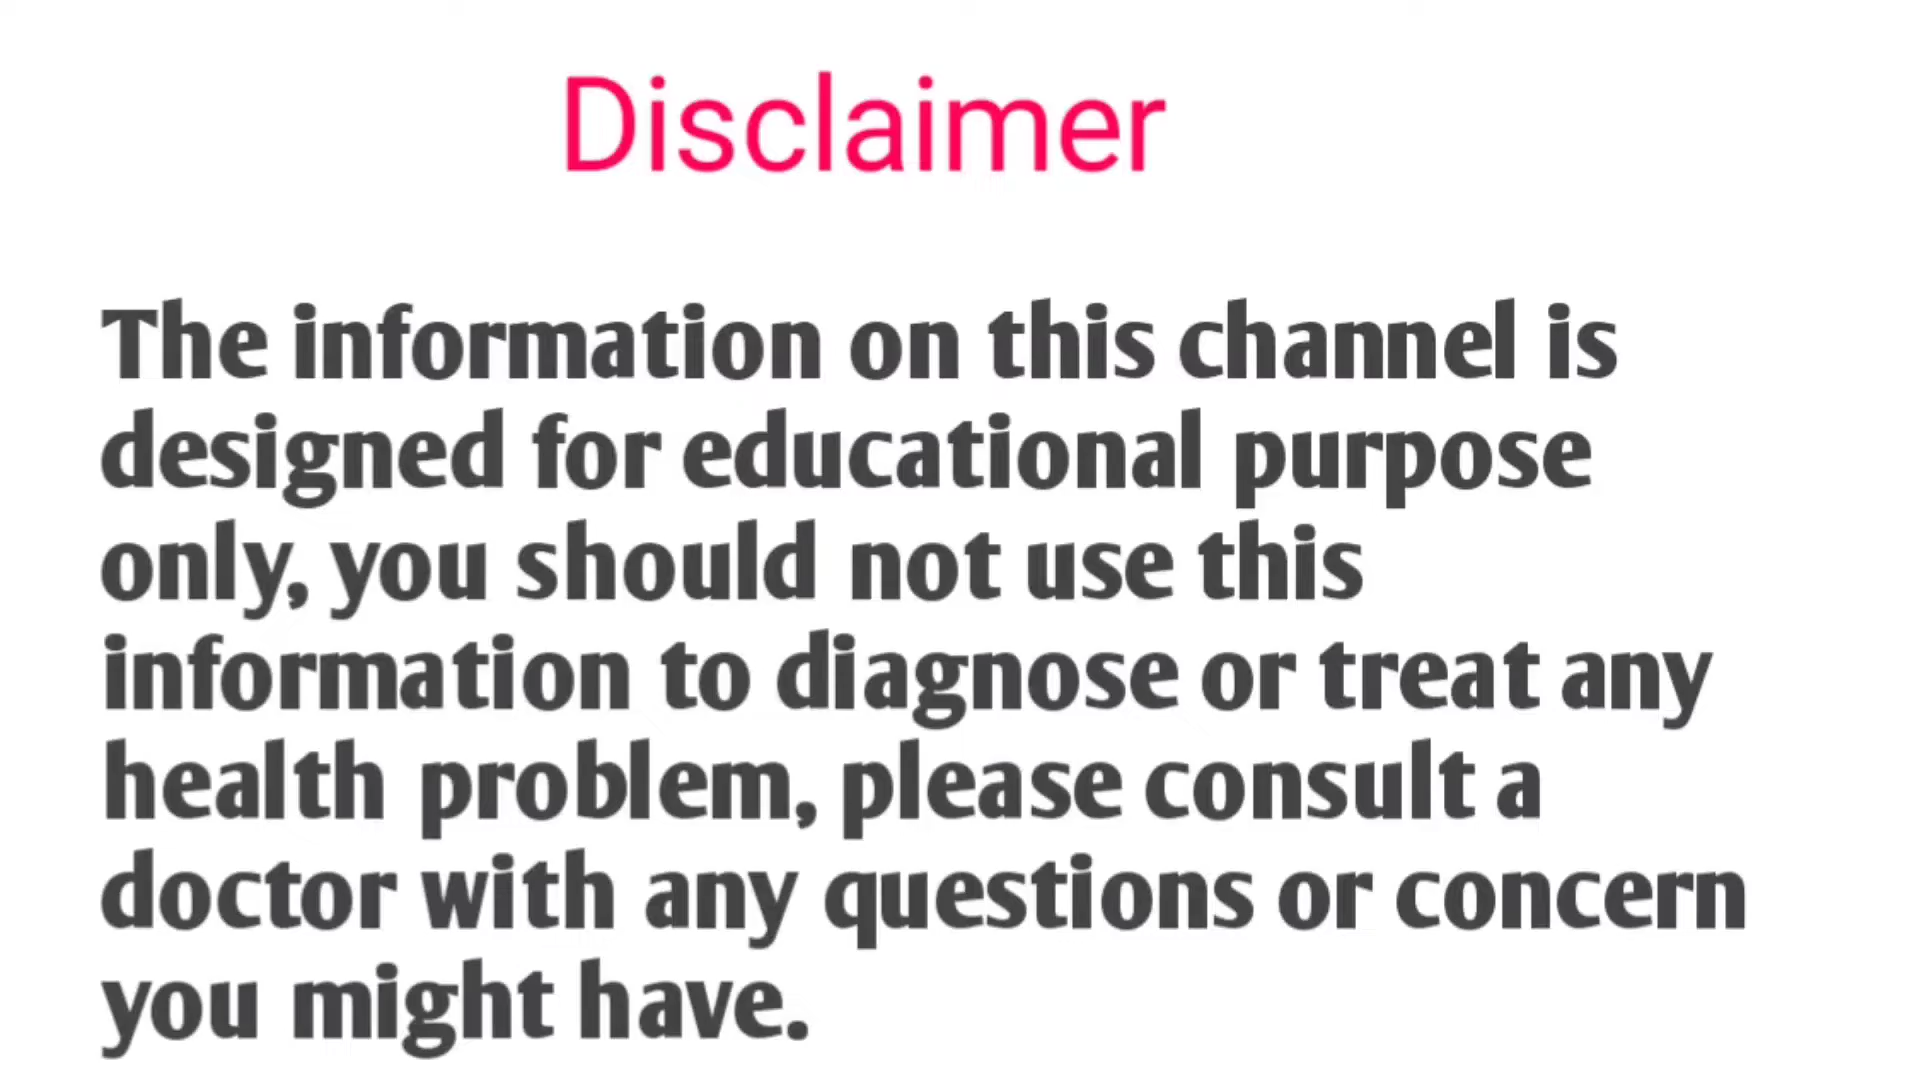 Disclaimer
The information on this channel is
designed for educational purpose
only, you should not use this
information to diagnose or treat any
health problem, please consult a
doctor with any questions or concern
you might have.